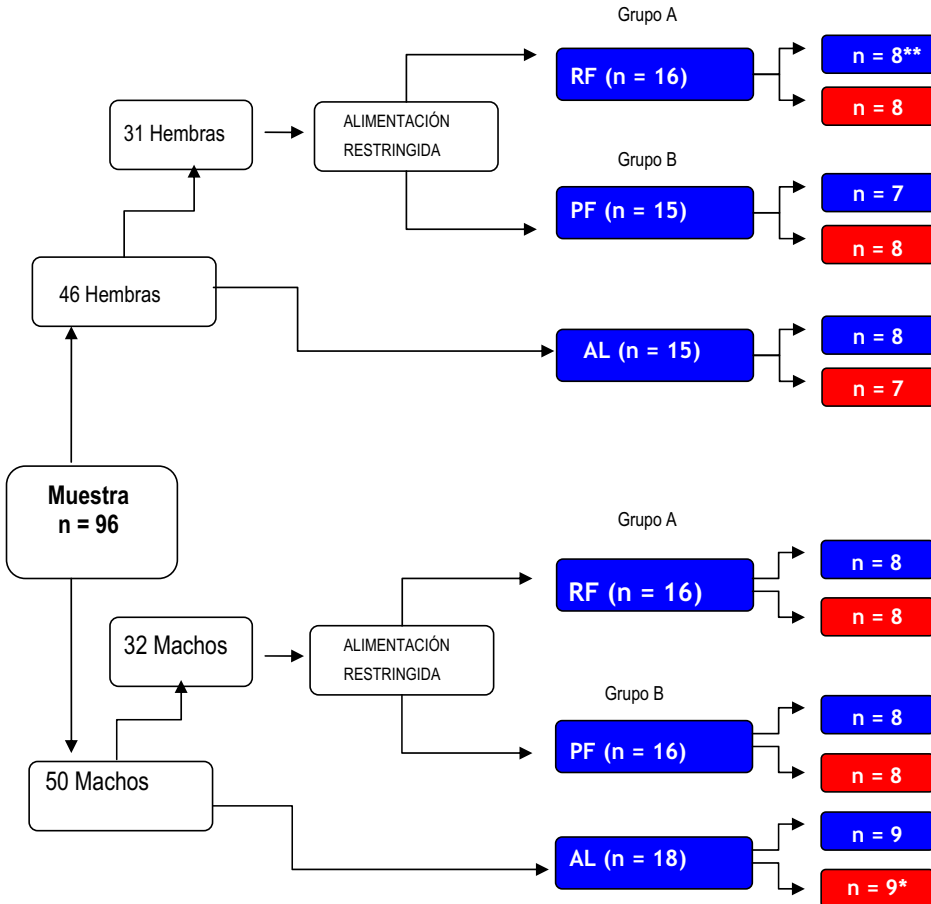 Grupo A
RF (n = 16)
n = 8**
n = 8
31 Hembras
ALIMENTACIÓN
RESTRINGIDA
Grupo B
PF (n = 15)
n = 7
n = 8
46 Hembras
AL (n = 15)
n = 8
n = 7
Muestra
n = 96
Grupo A
RF (n = 16)
n = 8
n = 8
32 Machos
ALIMENTACIÓN
RESTRINGIDA
Grupo B
PF (n = 16)
n = 8
n = 8
50 Machos
AL (n = 18)
n = 9
n = 9*